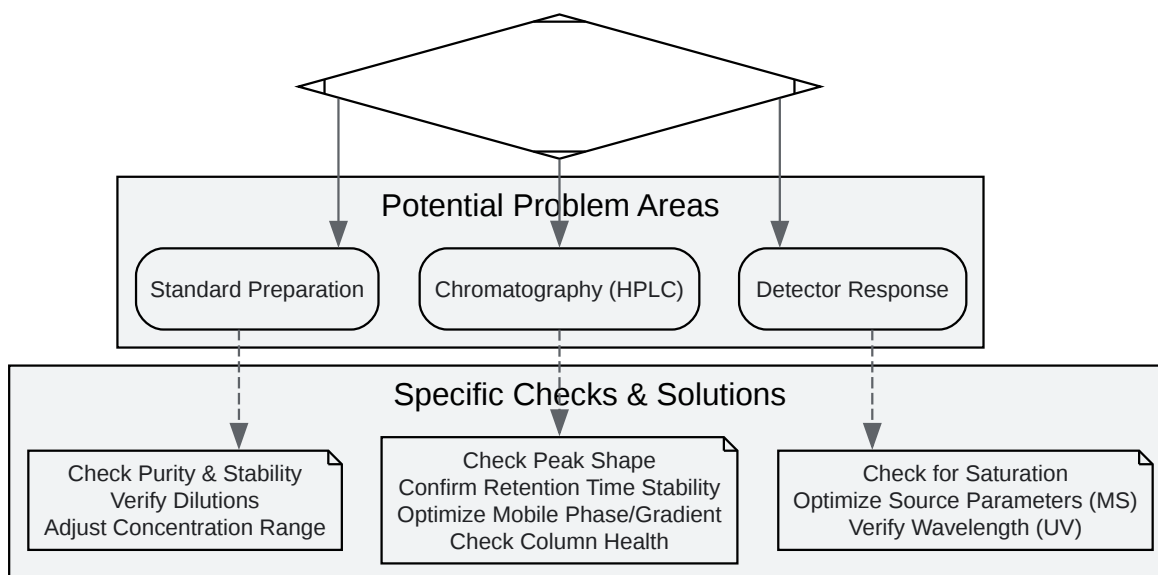 Potential Problem Areas
Standard Preparation
Chromatography (HPLC)
Detector Response
Specific Checks & Solutions
Check Purity & Stability
Verify Dilutions
Adjust Concentration Range
Check Peak Shape
Confirm Retention Time Stability
Optimize Mobile Phase/Gradient
Check Column Health
Check for Saturation
Optimize Source Parameters (MS)
Verify Wavelength (UV)